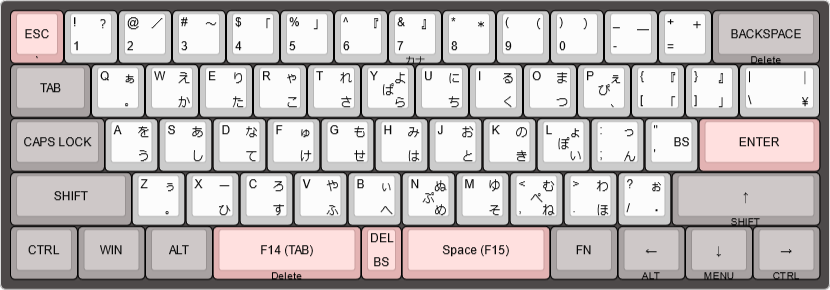 ESC ` ! ? 1 @ ／ 2 # ～ 3 $ 「 4 % 」 5 ^ 『 6 & 』 7 カナ * * 8 ( ( 9 ) ) 0 _ — - + + = BACKSPACE Delete
TAB Q ぁ 。 W え か E り た R ゃ こ T れ さ Y よ ぱ ら U に ち I る く O ま つ P ぇ ぴ 、 { 『 [ 「 } 』 ] 」 | ｜ \ ¥
CAPS LOCK A を う S あ し D な て F ゅ け G も せ H み は J お と K の き L ょ ぽ い : っ ; ん " ' BS ENTER
SHIFT Z ぅ 。 X ー ひ C ろ す V や ふ B ぃ へ N ぬ ぷ め M ゆ そ < む ぺ , ね > わ . ほ ? ぉ / ・ ↑ SHIFT
CTRL WIN ALT F14 (TAB) Delete DEL BS Space (F15) FN ← ALT ↓ MENU → CTRL